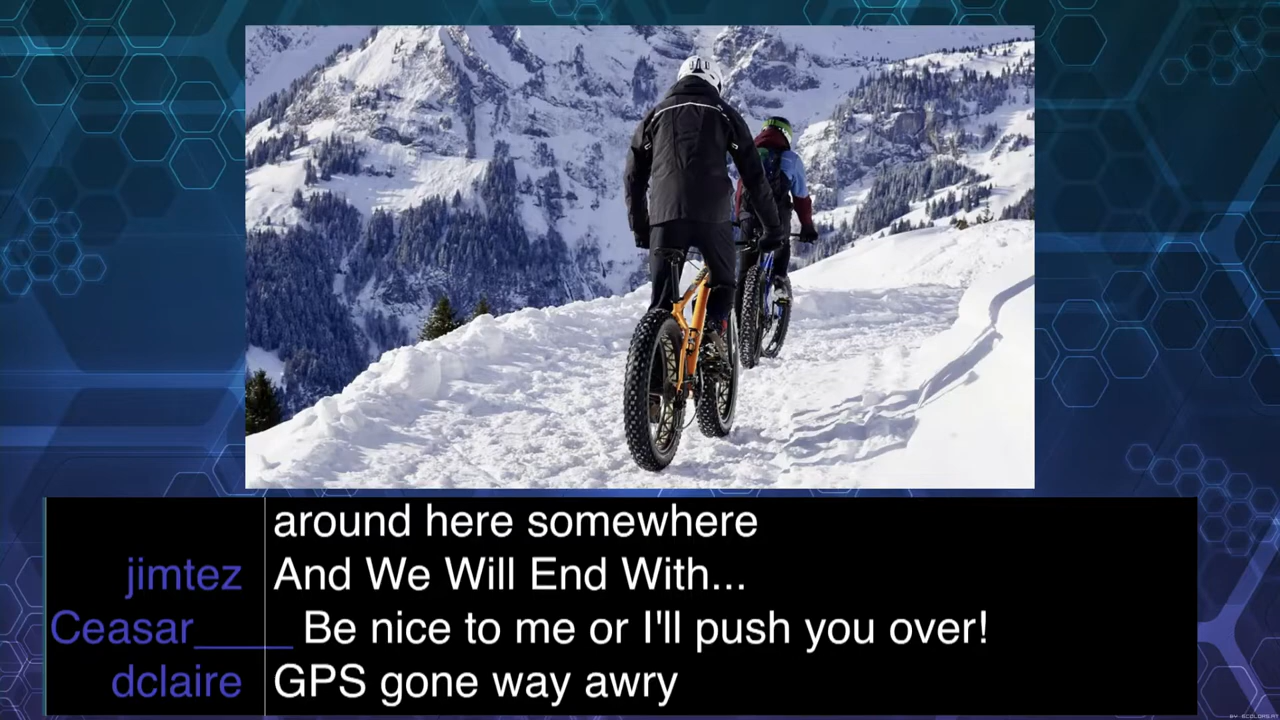 around here somewhere
jimtez And We Will End With...
Ceasar____ Be nice to me or I'll push you over!
dclaire GPS gone way awry